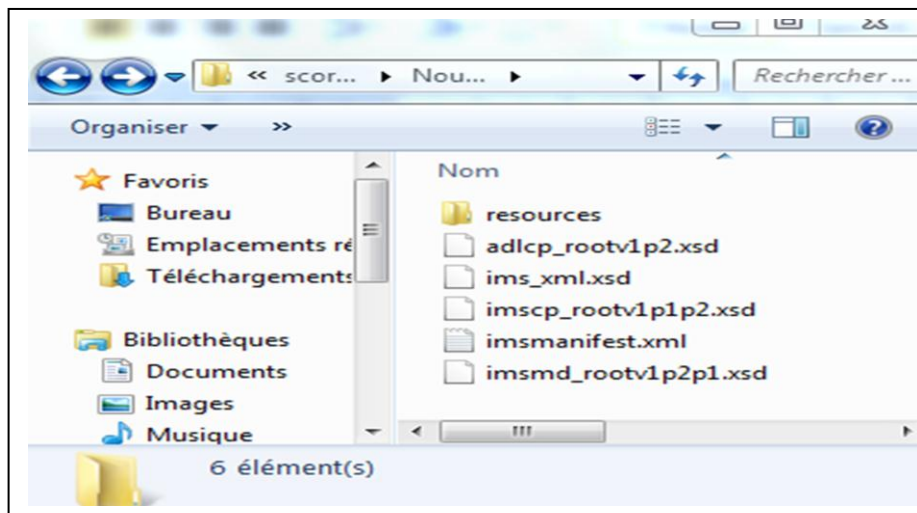 « scor... ▸ Nou... ▸ Rechercher ...
Organiser »
Favoris
Bureau
Emplacements ré
Téléchargements
Bibliothèques
Documents
Images
Musique
Nom
resources
adlcp_rootv1p2.xsd
ims_xml.xsd
imscp_rootv1p1p2.xsd
imsmanifest.xml
imsmd_rootv1p2p1.xsd
6 élément(s)